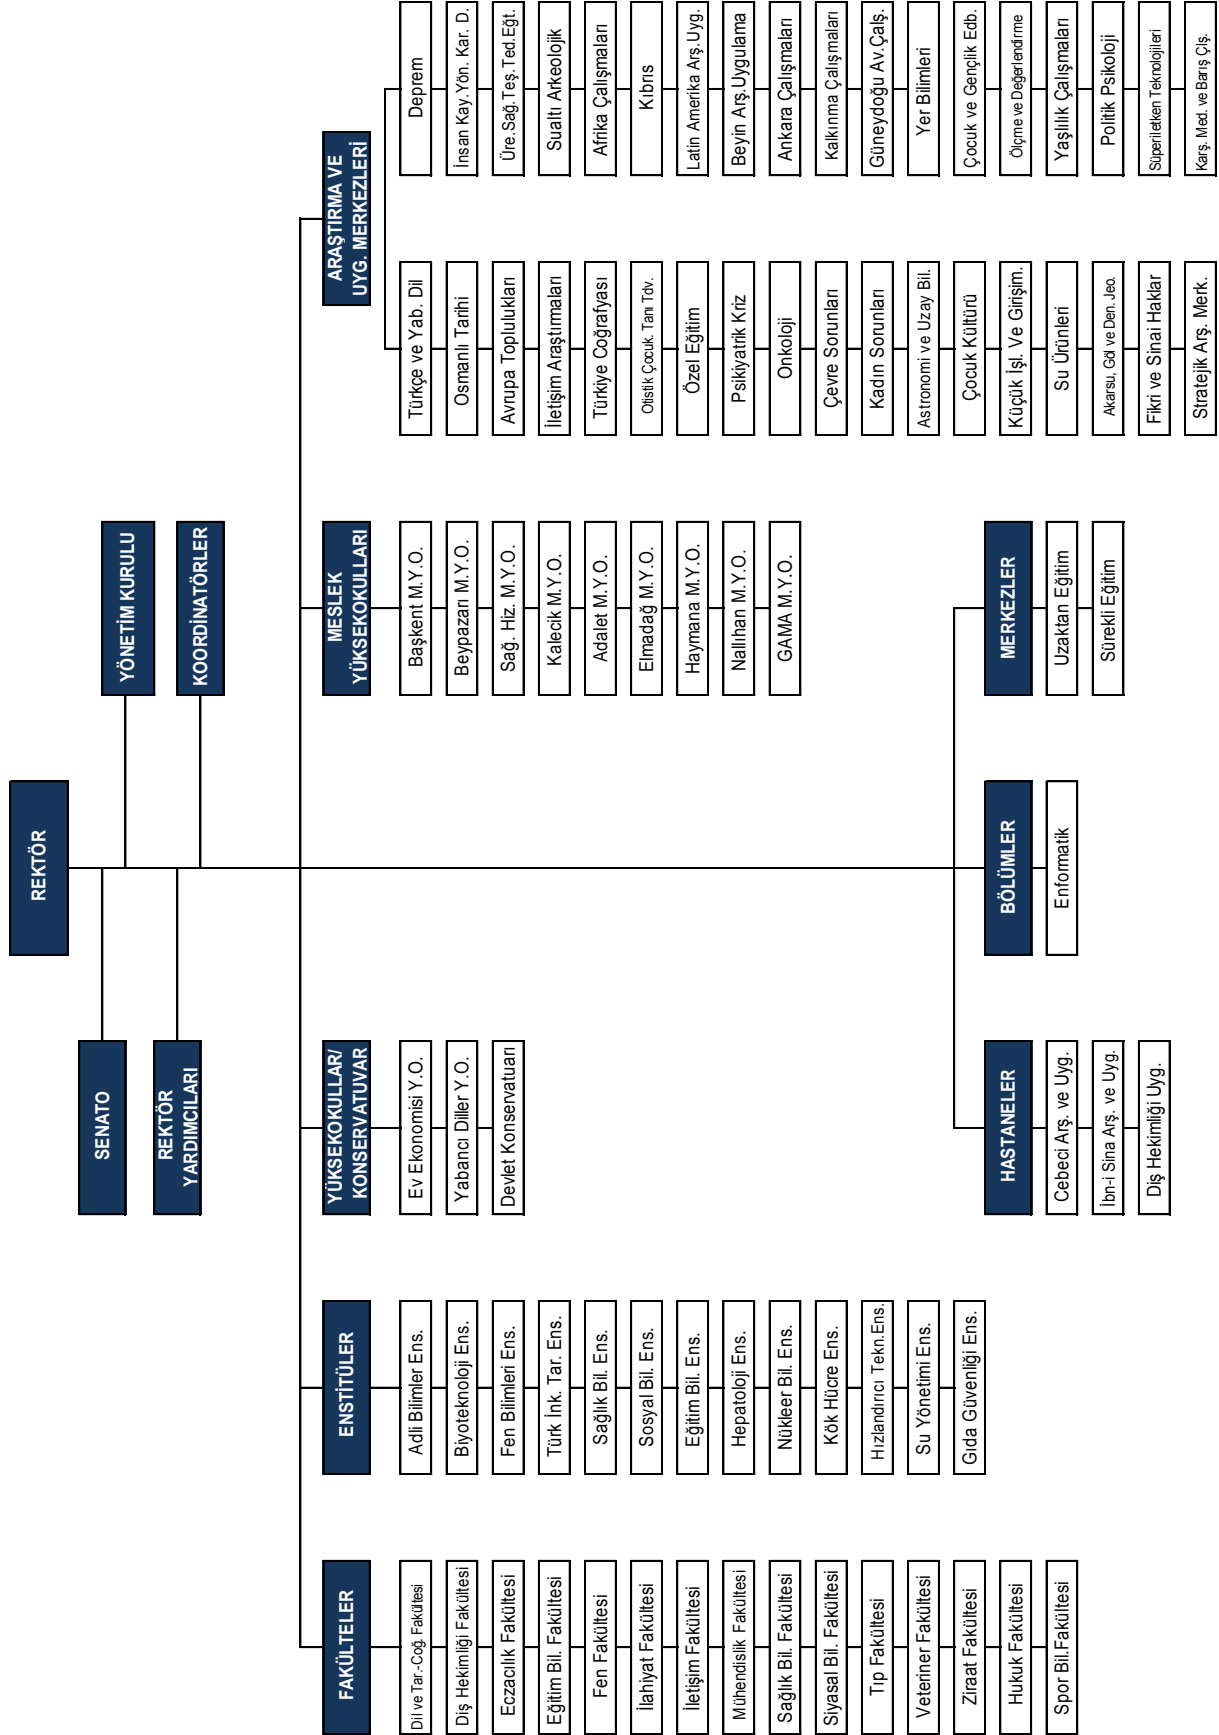 REKTÖR
SENATO
YÖNETİM KURULU
REKTÖR
YARDIMCILARI
KOORDİNATÖRLER
FAKÜLTELER
Dil ve Tar.-Coğ. Fakültesi
Diş Hekimliği Fakültesi
Eczacılık Fakültesi
Eğitim Bil. Fakültesi
Fen Fakültesi
İlahiyat Fakültesi
İletişim Fakültesi
Mühendislik Fakültesi
Sağlık Bil. Fakültesi
Siyasal Bil. Fakültesi
Tıp Fakültesi
Veteriner Fakültesi
Ziraat Fakültesi
Hukuk Fakültesi
Spor Bil.Fakültesi
ENSTİTÜLER
Adli Bilimler Ens.
Biyoteknoloji Ens.
Fen Bilimleri Ens.
Türk İnk. Tar. Ens.
Sağlık Bil. Ens.
Sosyal Bil. Ens.
Eğitim Bil. Ens.
Hepatoloji Ens.
Nükleer Bil. Ens.
Kök Hücre Ens.
Hızlandırıcı Tekn.Ens.
Su Yönetimi Ens.
Gıda Güvenliği Ens.
YÜKSEKOKULLAR/
KONSERVATUVAR
Ev Ekonomisi Y.O.
Yabancı Diller Y.O.
Devlet Konservatuarı
MESLEK
YÜKSEKOKULLARI
Başkent M.Y.O.
Beypazarı M.Y.O.
Sağ. Hiz. M.Y.O.
Kalecik M.Y.O.
Adalet M.Y.O.
Elmadağ M.Y.O.
Haymana M.Y.O.
Nallıhan M.Y.O.
GAMA M.Y.O.
ARAŞTIRMA VE
UYG. MERKEZLERİ
Türkçe ve Yab. Dil
Osmanlı Tarihi
Avrupa Toplulukları
İletişim Araştırmaları
Türkiye Coğrafyası
Otistik Çocuk. Tanı Tdv.
Özel Eğitim
Psikiyatrik Kriz
Onkoloji
Çevre Sorunları
Kadın Sorunları
Astronomi ve Uzay Bil.
Çocuk Kültürü
Küçük İşl. Ve Girişim.
Su Ürünleri
Akarsu, Göl ve Den. Jeo.
Fikri ve Sinai Haklar
Stratejik Arş. Merk.
Deprem
İnsan Kay.Yön. Kar. D.
Üre.Sağ.Teş.Ted.Eğt.
Sualtı Arkeolojik
Afrika Çalışmaları
Kıbrıs
Latin Amerika Arş.Uyg.
Beyin Arş.Uygulama
Ankara Çalışmaları
Kalkınma Çalışmaları
Güneydoğu Av.Çalş.
Yer Bilimleri
Çocuk ve Gençlik Edb.
Ölçme ve Değerlendirme
Yaşlılık Çalışmaları
Politik Psikoloji
Süperiletken Teknolojileri
Karş. Med. ve Barış Çlş.
HASTANELER
Cebeci Arş. ve Uyg.
İbn-i Sina Arş. ve Uyg.
Diş Hekimliği Uyg.
BÖLÜMLER
Enformatik
MERKEZLER
Uzaktan Eğitim
Sürekli Eğitim